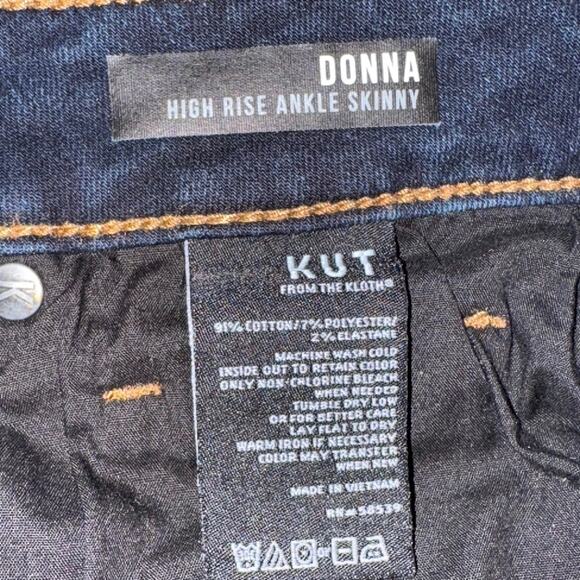 DONNA
HIGH RISE ANKLE SKINNY
K
KUT
FROM THE KLOTH®
91% COTTON/7% POLYESTER/
2% ELASTANE
MACHINE WASH COLD
INSIDE OUT TO RETAIN COLOR
ONLY NON-CHLORINE BLEACH
WHEN NEEDED
TUMBLE DRY LOW
OR FOR BETTER CARE
LAY FLAT TO DRY
WARM IRON IF NECESSARY
COLOR MAY TRANSFER
WHEN NEW
MADE IN VIETNAM
RN# 58539
or